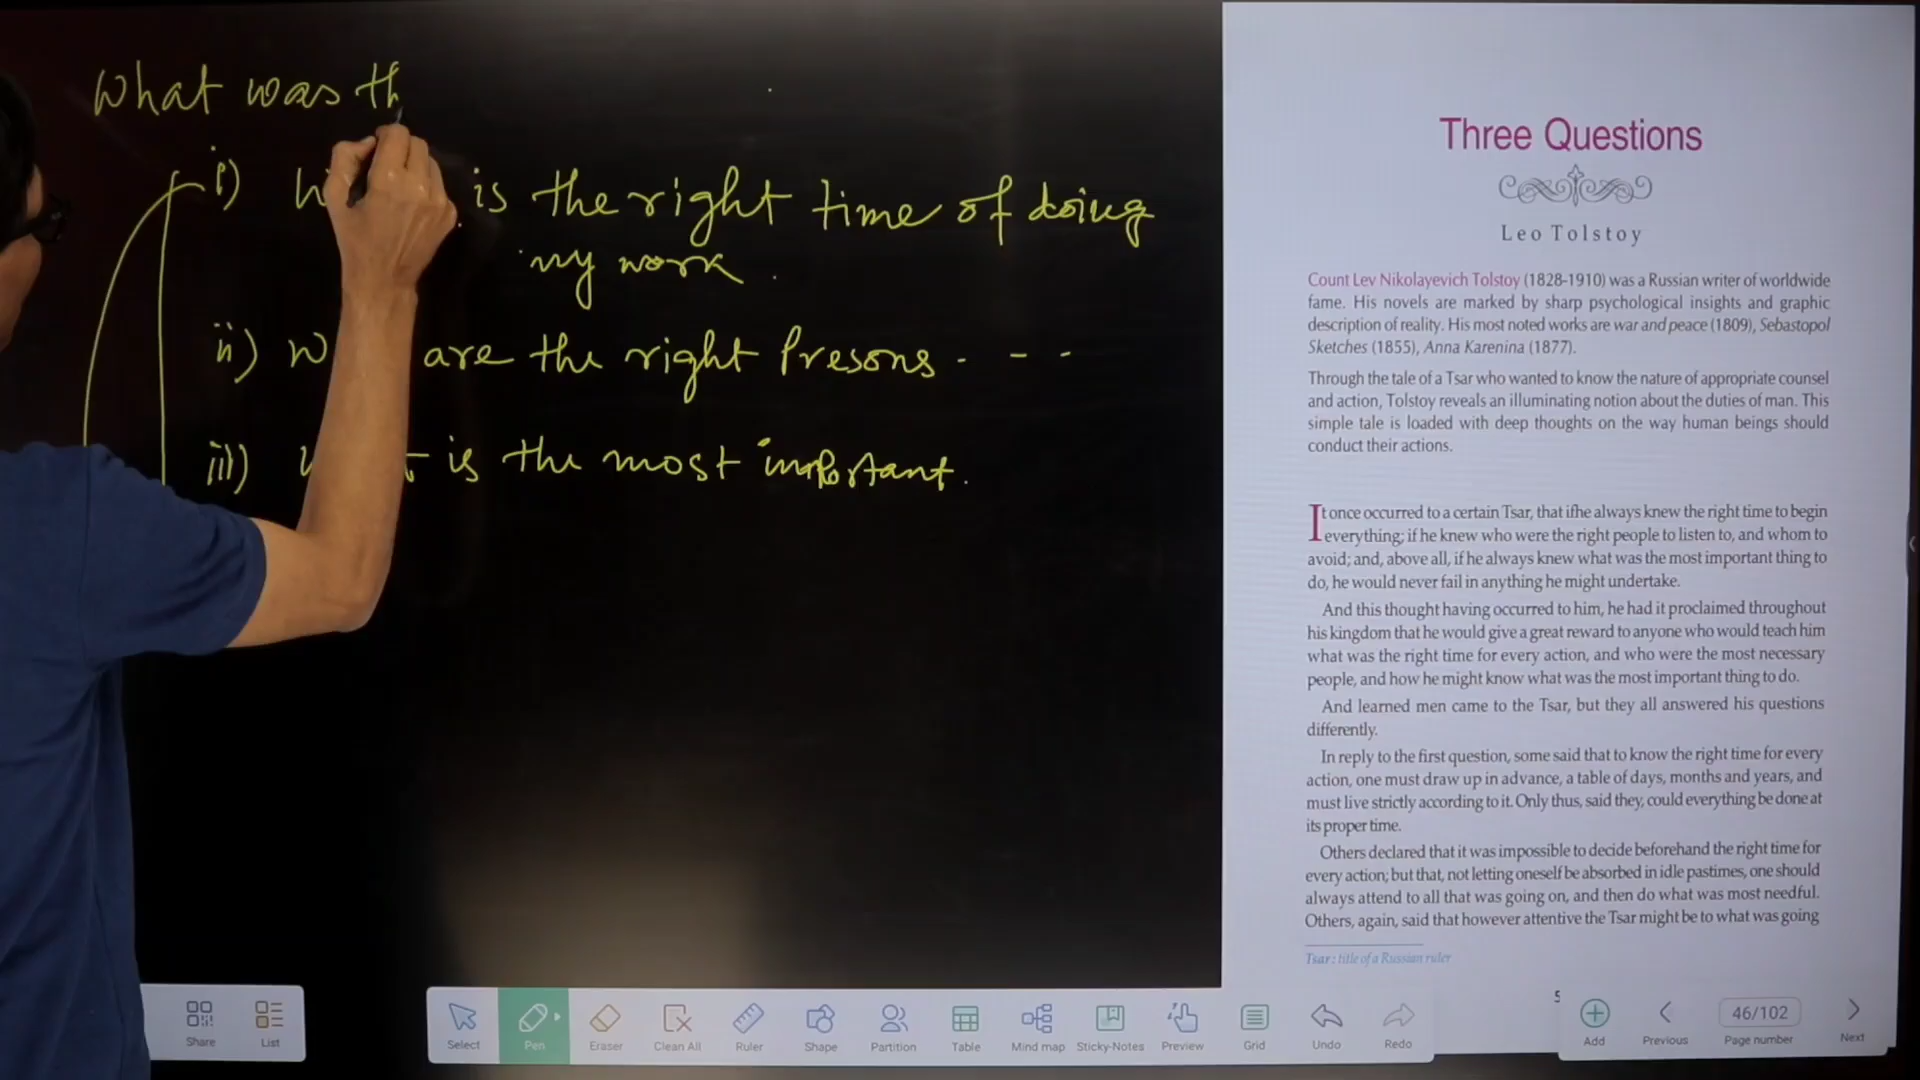 What was th
i) is the right time of doing
my work.
ii) are the right Presons - - -
iii) is the most important.
Three Questions
Leo Tolstoy
Count Lev Nikolayevich Tolstoy (1828-1910) was a Russian writer of worldwide
fame. His novels are marked by sharp psychological insights and graphic
description of reality. His most noted works are war and peace (1809), Sebastopol
Sketches (1855), Anna Karenina (1877).
Through the tale of a Tsar who wanted to know the nature of appropriate counsel
and action, Tolstoy reveals an illuminating notion about the duties of man. This
simple tale is loaded with deep thoughts on the way human beings should
conduct their actions.
It once occurred to a certain Tsar, that ifhe always knew the right time to begin
everything; if he knew who were the right people to listen to, and whom to
avoid; and, above all, if he always knew what was the most important thing to
do, he would never fail in anything he might undertake.
And this thought having occurred to him, he had it proclaimed throughout
his kingdom that he would give a great reward to anyone who would teach him
what was the right time for every action, and who were the most necessary
people, and how he might know what was the most important thing to do.
And learned men came to the Tsar, but they all answered his questions
differently.
In reply to the first question, some said that to know the right time for every
action, one must draw up in advance, a table of days, months and years, and
must live strictly according to it. Only thus, said they, could everything be done at
its proper time.
Others declared that it was impossible to decide beforehand the right time for
every action; but that, not letting oneself be absorbed in idle pastimes, one should
always attend to all that was going on, and then do what was most needful.
Others, again, said that however attentive the Tsar might be to what was going
Tsar : title of a Russian ruler
5
Share List Select Pen Eraser Clean All Ruler Shape Partition Table Mind map Sticky-Notes Preview Grid Undo Redo Add Previous 46/102 Page number Next